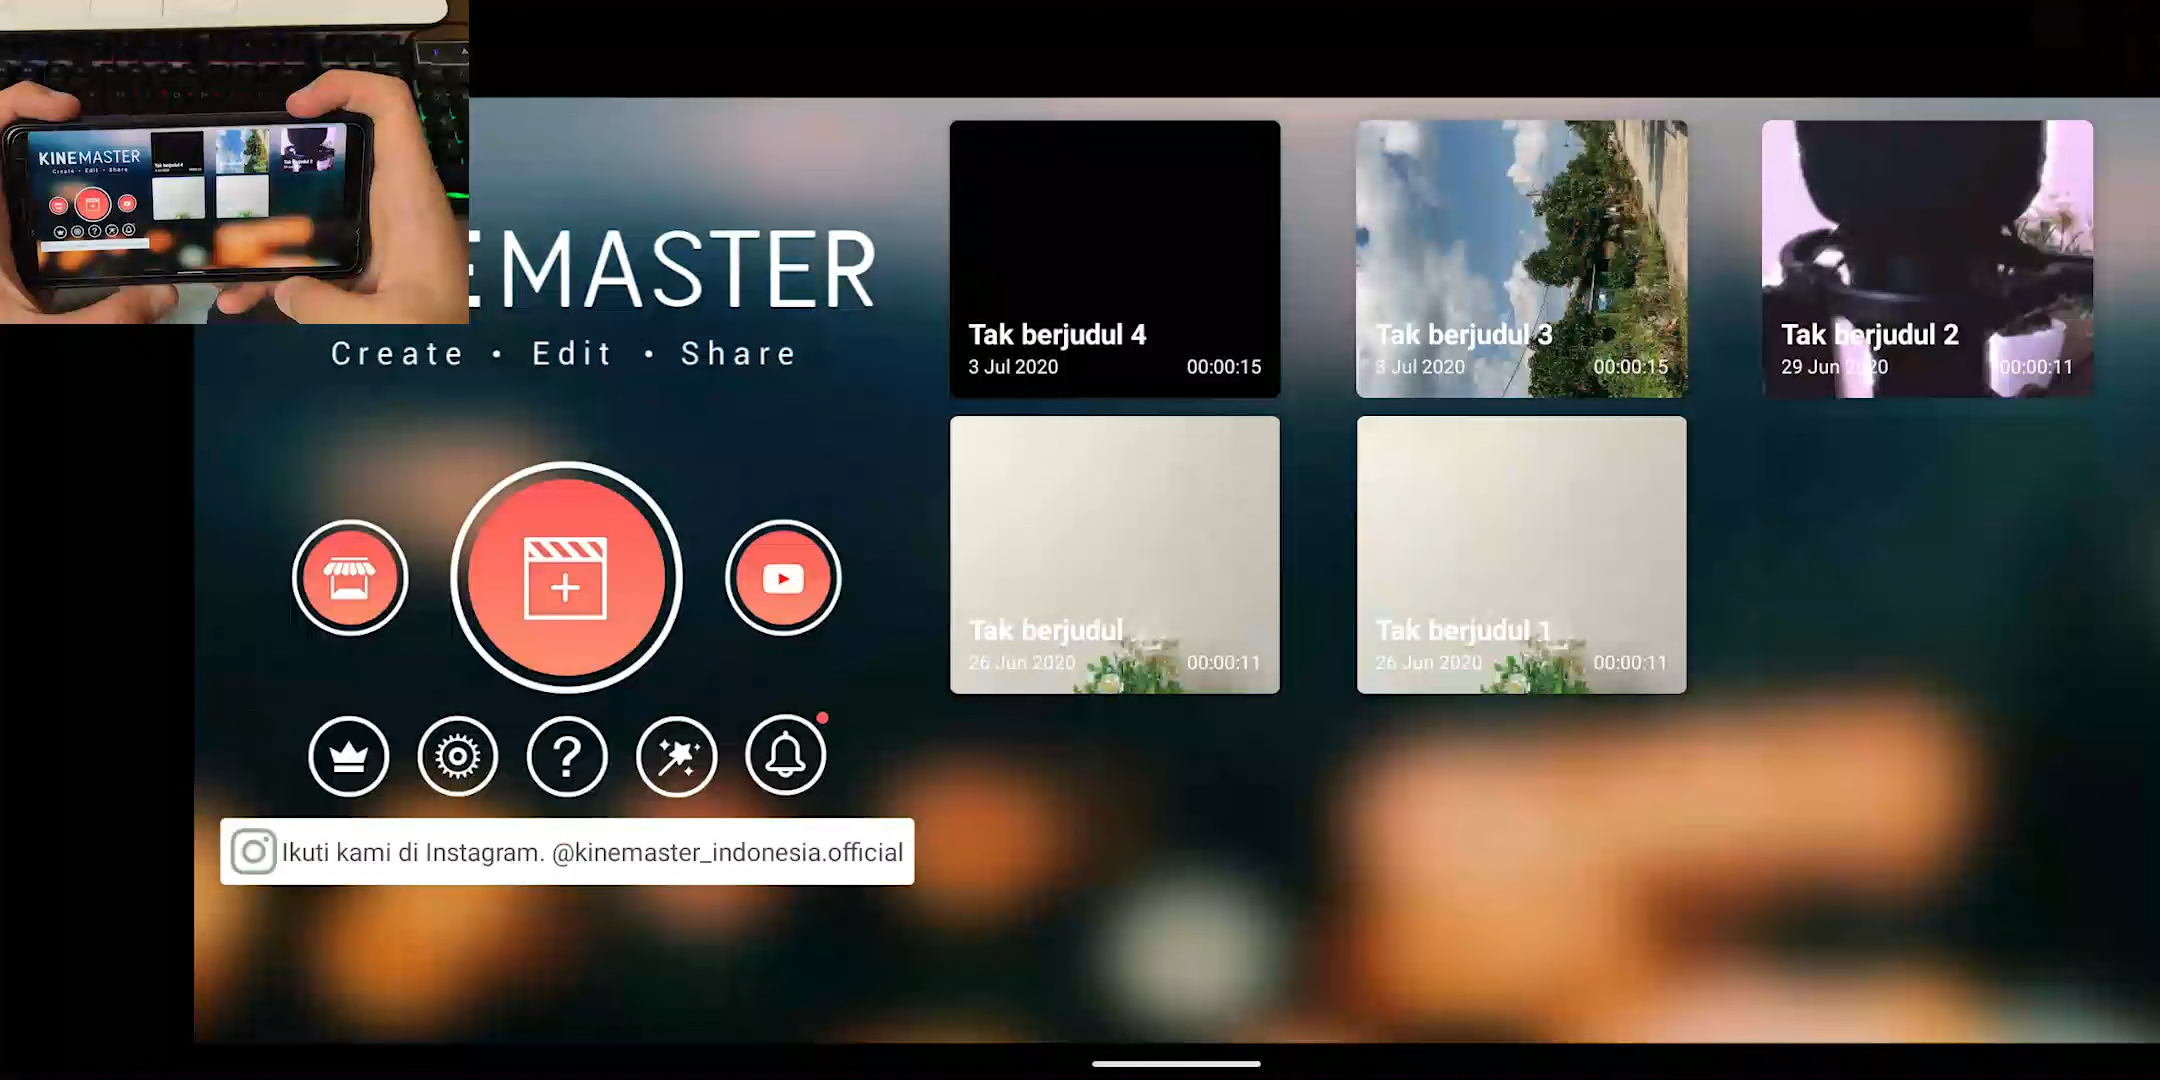 EMASTER
Create • Edit • Share
Tak berjudul 4
3 Jul 2020 00:00:15
Tak berjudul 3
3 Jul 2020 00:00:15
Tak berjudul 2
29 Jun 2020 00:00:11
Tak berjudul
26 Jun 2020 00:00:11
Tak berjudul 1
26 Jun 2020 00:00:11
Ikuti kami di Instagram. @kinemaster_indonesia.official
KINEMASTER
Create • Edit • Share